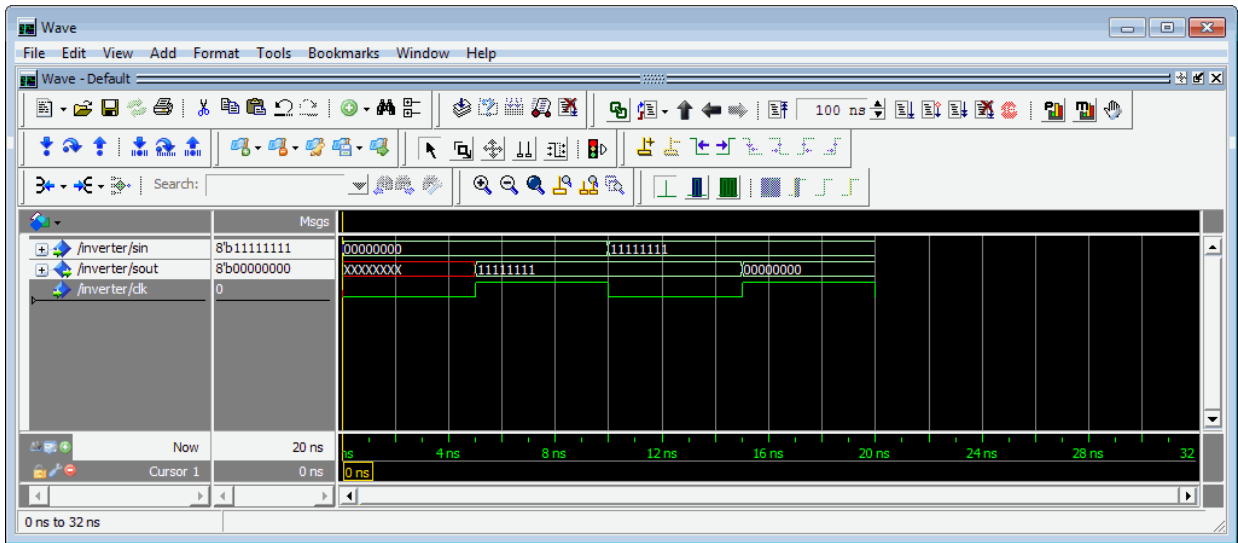 Wave
File Edit View Add Format Tools Bookmarks Window Help
Wave - Default
100 ns
Search:
Msgs
/inverter/sin 8'b11111111 00000000 11111111
/inverter/sout 8'b00000000 XXXXXXXX 11111111 00000000
/inverter/clk 0
Now 20 ns ns 4 ns 8 ns 12 ns 16 ns 20 ns 24 ns 28 ns 32
Cursor 1 0 ns 0 ns
0 ns to 32 ns